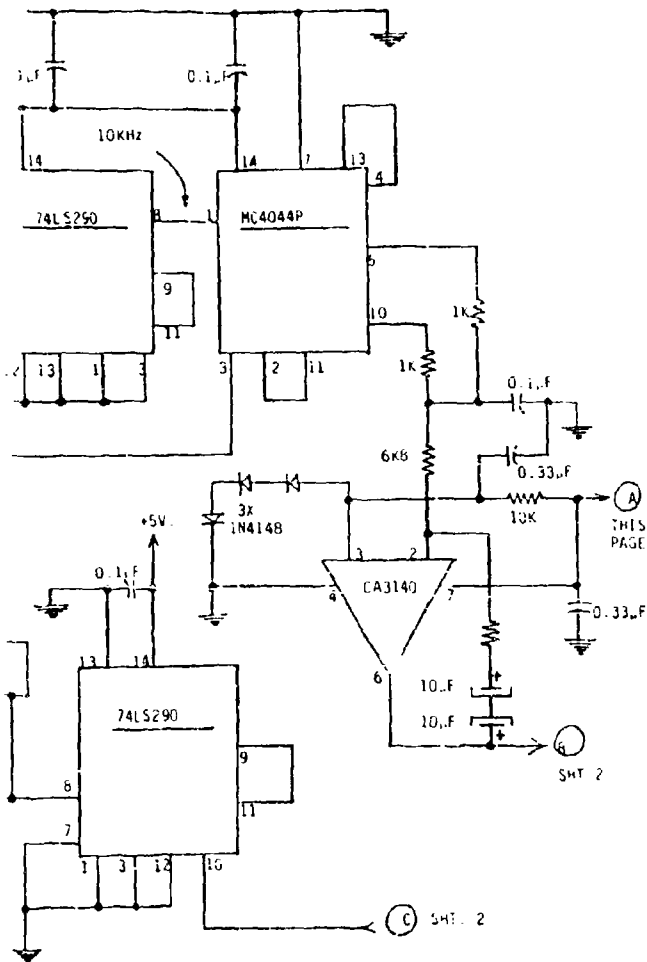 0.1µF
10KHz
14
14
7
13
4
74LS290
8
1
MC4044P
9
11
10
1K
1K
12
13
1
3
3
2
11
0.1µF
6K8
0.33µF
3X
1N4148
10K
A
THIS
PAGE
+5V
0.1µF
3
2
CA3140
4
7
0.33µF
6
13
14
10µF
10µF
74LS290
B
SHT 2
9
8
11
7
1
3
12
10
C
SHT. 2